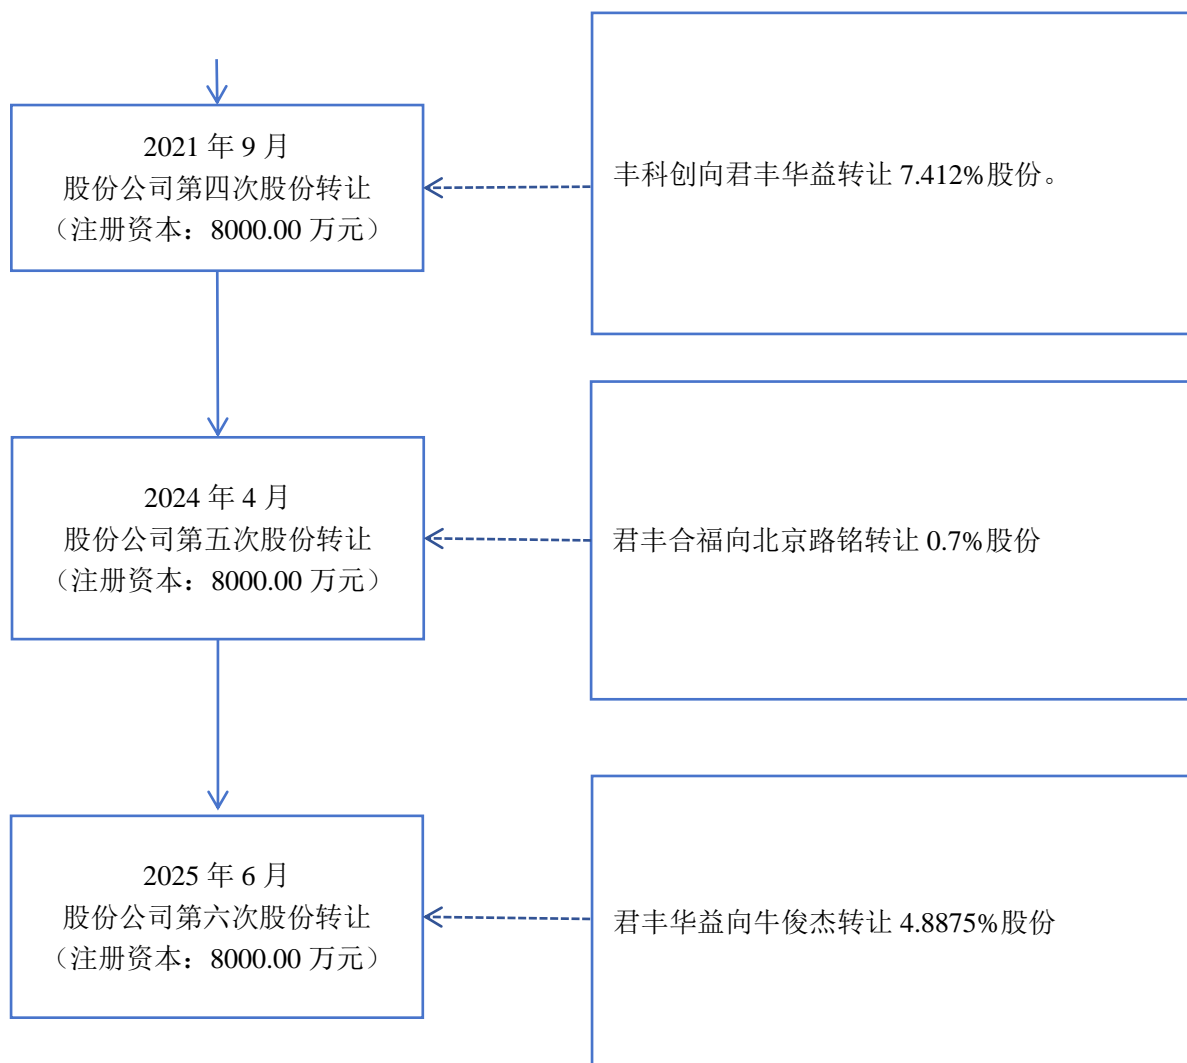 2021 年 9 月
股份公司第四次股份转让
（注册资本：8000.00 万元）
丰科创向君丰华益转让 7.412%股份。
2024 年 4 月
股份公司第五次股份转让
（注册资本：8000.00 万元）
君丰合福向北京路铭转让 0.7%股份
2025 年 6 月
股份公司第六次股份转让
（注册资本：8000.00 万元）
君丰华益向牛俊杰转让 4.8875%股份